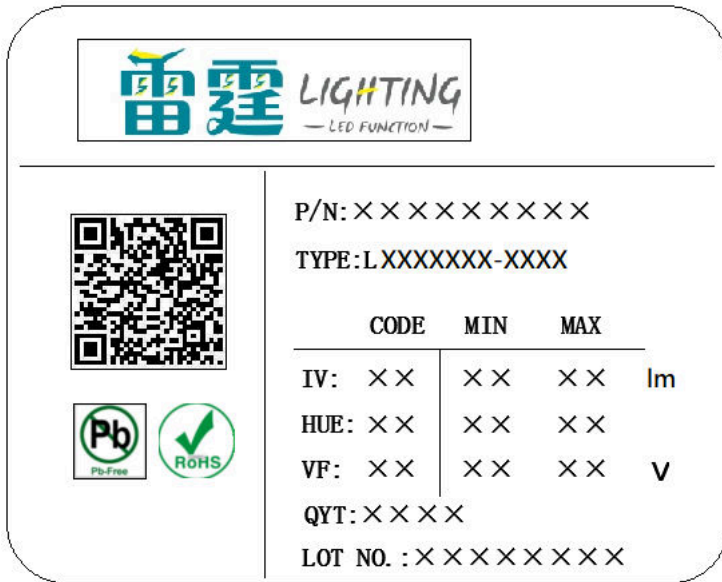 雷霆 LIGHTING
— LED FUNCTION —
P/N:×××××××××
TYPE:LXXXXXXX-XXXX
CODE MIN MAX
IV: ×× ×× ×× lm
HUE: ×× ×× ××
VF: ×× ×× ×× V
QYT:××××
LOT NO.:××××××××
Pb
Pb-Free
RoHS